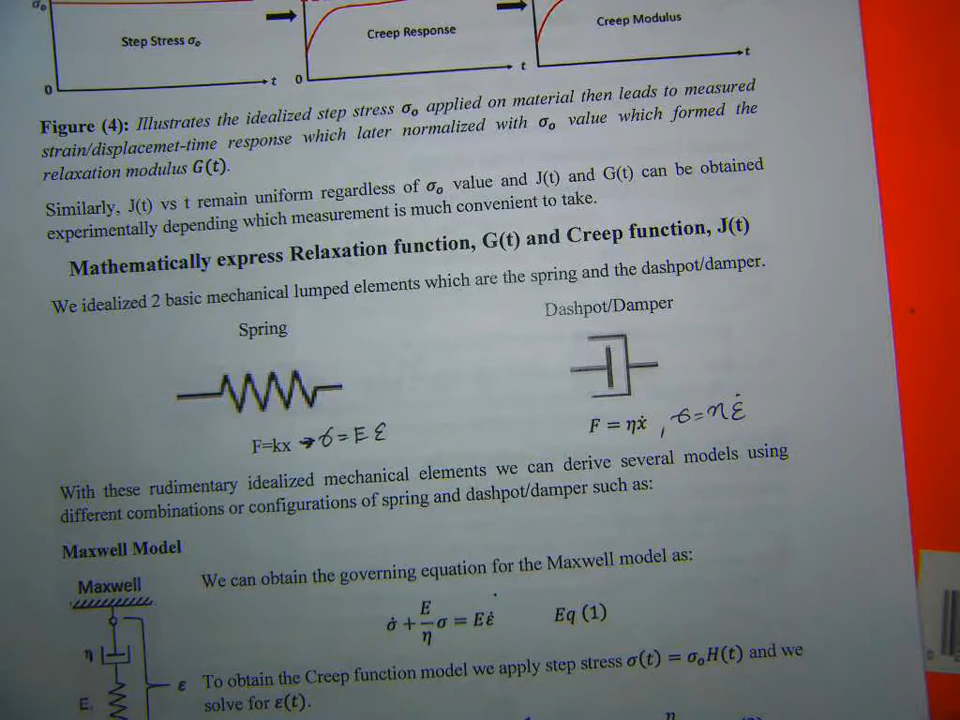 σₒ
Step Stress σₒ
Creep Response
Creep Modulus
0
t
0
t
t
Figure (4): Illustrates the idealized step stress σₒ applied on material then leads to measured
strain/displacemet-time response which later normalized with σₒ value which formed the
relaxation modulus G(t).
Similarly, J(t) vs t remain uniform regardless of σₒ value and J(t) and G(t) can be obtained
experimentally depending which measurement is much convenient to take.
Mathematically express Relaxation function, G(t) and Creep function, J(t)
We idealized 2 basic mechanical lumped elements which are the spring and the dashpot/damper.
Spring
Dashpot/Damper
F=kx → σ = E ε
F = ηẋ , σ = η ε̇
With these rudimentary idealized mechanical elements we can derive several models using
different combinations or configurations of spring and dashpot/damper such as:
Maxwell Model
Maxwell
We can obtain the governing equation for the Maxwell model as:
σ̇ + E/η σ = Eε̇ Eq (1)
η
E
ε
To obtain the Creep function model we apply step stress σ(t) = σₒH(t) and we
solve for ε(t).